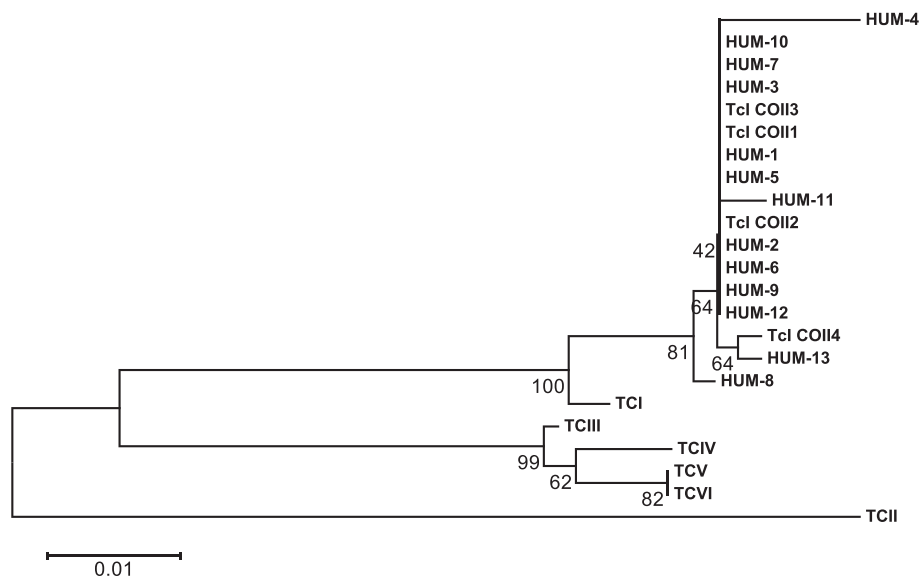 HUM-4
HUM-10
HUM-7
HUM-3
TcI COII3
TcI COII1
HUM-1
HUM-5
HUM-11
TcI COII2
42
HUM-2
HUM-6
HUM-9
64
HUM-12
TcI COII4
81
64
HUM-13
HUM-8
100
TCI
TCIII
TCIV
99
TCV
62
82
TCVI
TCII
0.01